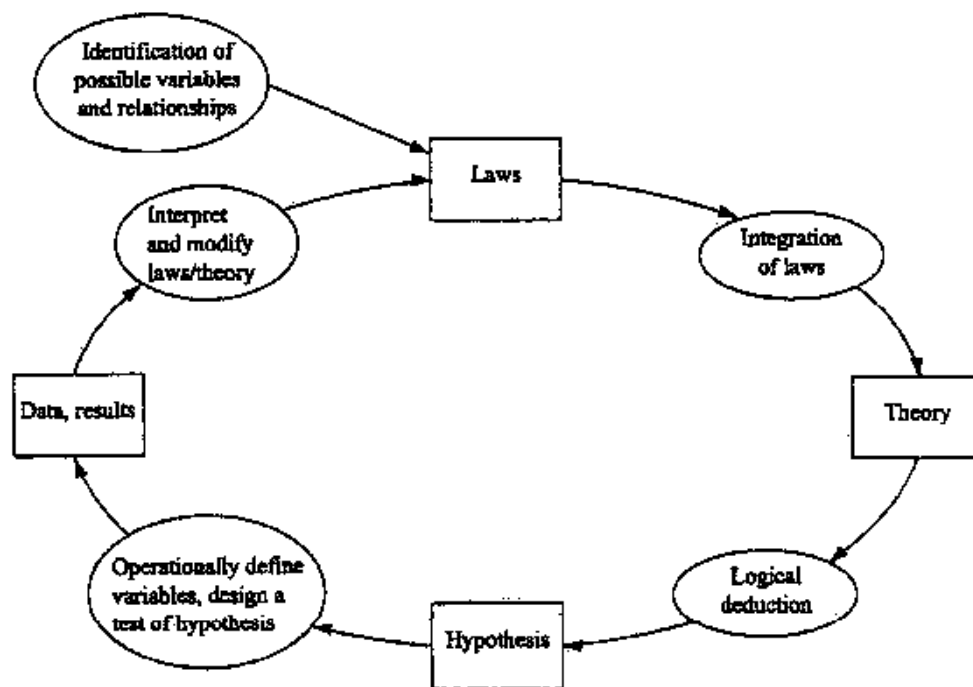 Identification of
possible variables
and relationships
Laws
Interpret
and modify
laws/theory
Integration
of laws
Data, results
Theory
Operationally define
variables, design a
test of hypothesis
Hypothesis
Logical
deduction